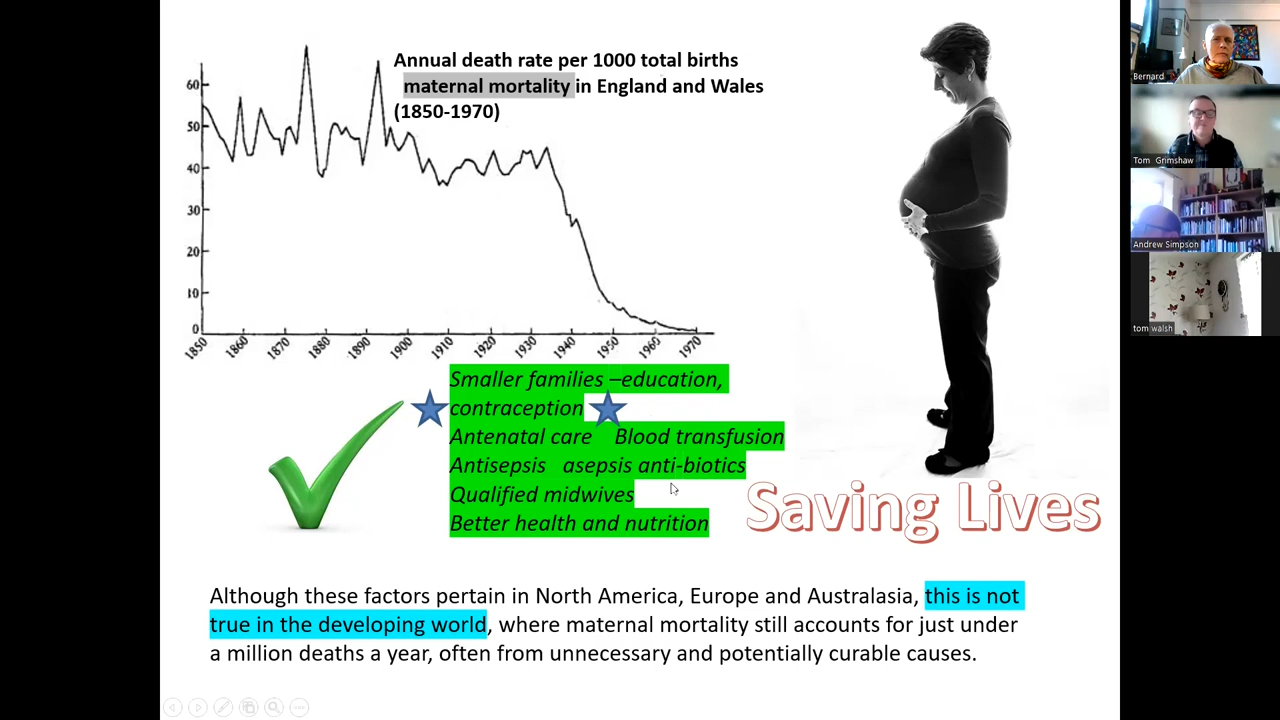 Annual death rate per 1000 total births
maternal mortality in England and Wales
(1850-1970)
60
50
40
30
20
10
0
1850
1860
1870
1880
1890
1900
1910
1920
1930
1940
1950
1960
1970
Smaller families –education,
contraception
Antenatal care Blood transfusion
Antisepsis asepsis anti-biotics
Qualified midwives
Better health and nutrition
Saving Lives
Although these factors pertain in North America, Europe and Australasia, this is not
true in the developing world, where maternal mortality still accounts for just under
a million deaths a year, often from unnecessary and potentially curable causes.
Bernard
Tom Grimshaw
Andrew Simpson
tom walsh